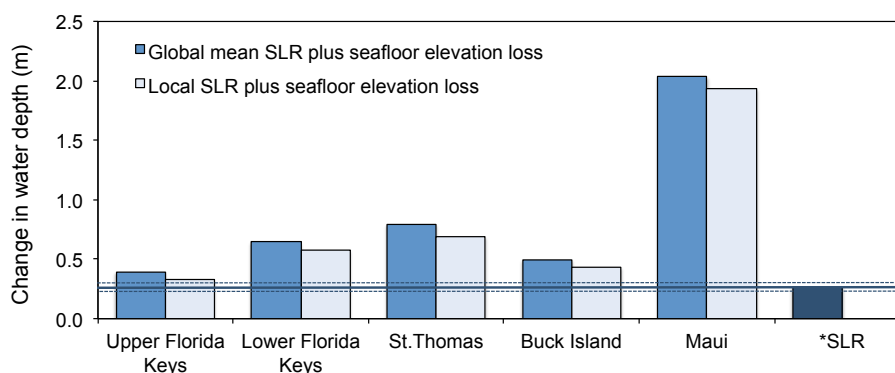 2.5
Global mean SLR plus seafloor elevation loss
2.0
Local SLR plus seafloor elevation loss
1.5
1.0
0.5
0.0
Change in water depth (m)
Upper Florida Keys
Lower Florida Keys
St.Thomas
Buck Island
Maui
*SLR